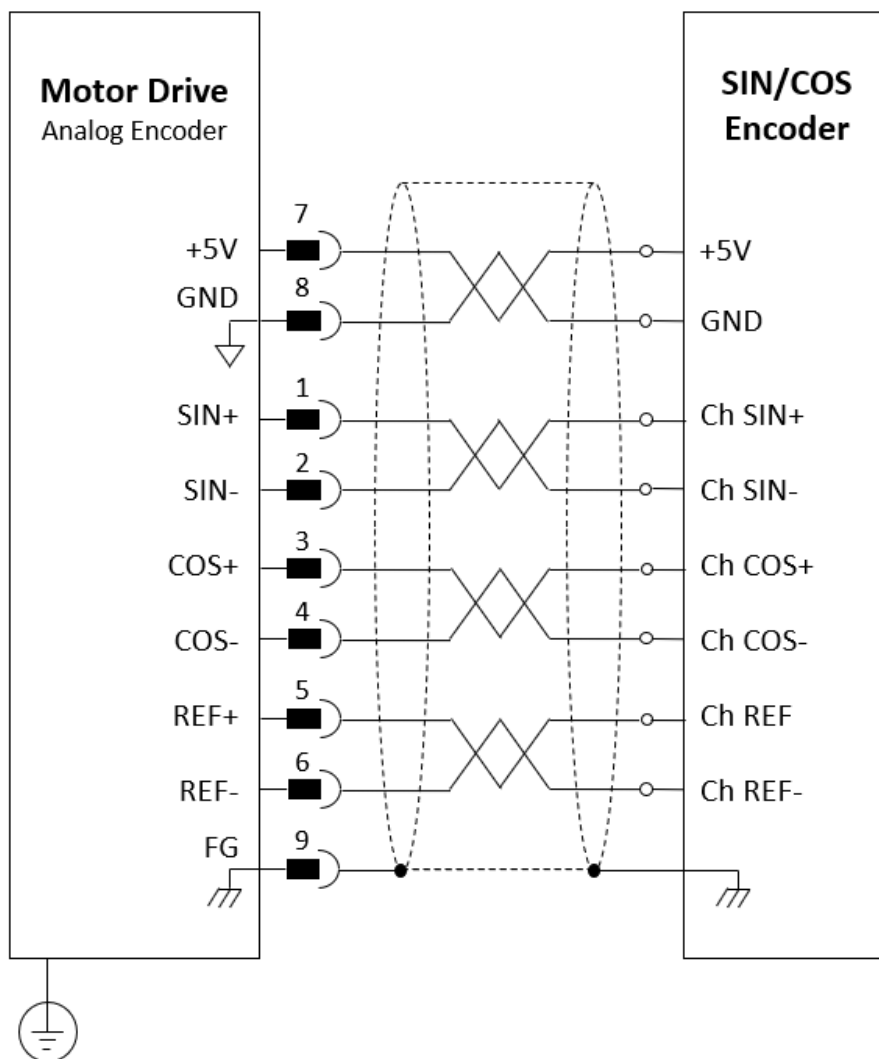 Motor Drive
Analog Encoder
SIN/COS
Encoder
7
+5V
+5V
8
GND
GND
1
SIN+
Ch SIN+
2
SIN-
Ch SIN-
3
COS+
Ch COS+
4
COS-
Ch COS-
5
REF+
Ch REF
6
REF-
Ch REF-
9
FG